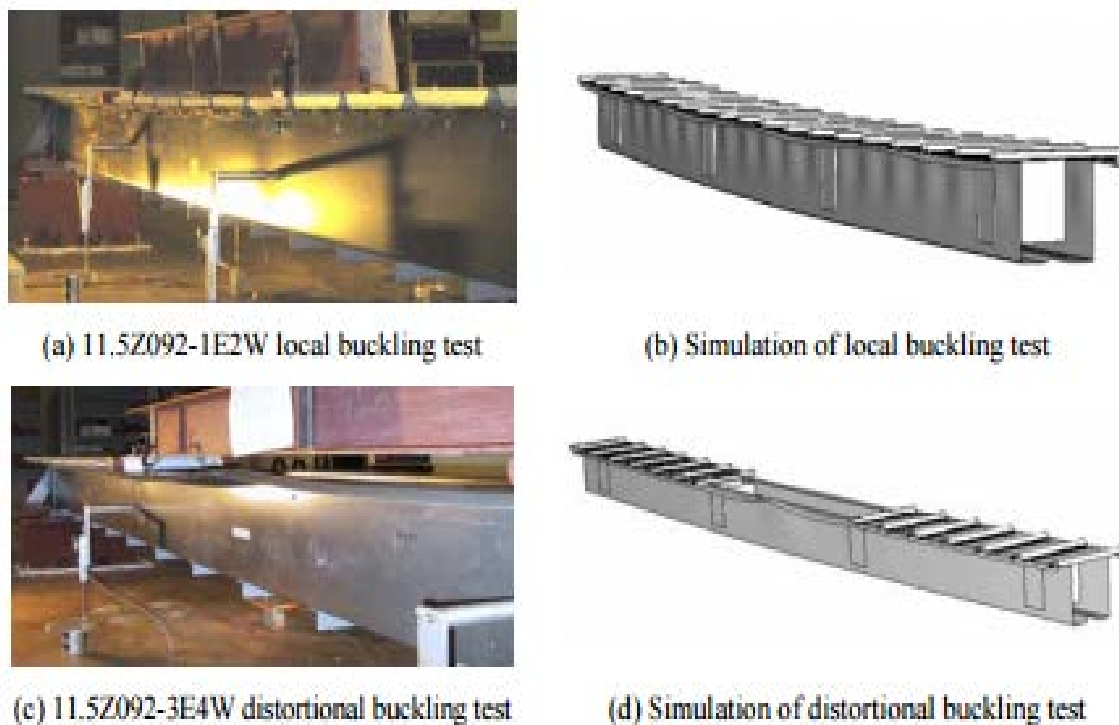 (a) 11.5Z092-1E2W local buckling test
(b) Simulation of local buckling test
(c) 11.5Z092-3E4W distortional buckling test
(d) Simulation of distortional buckling test